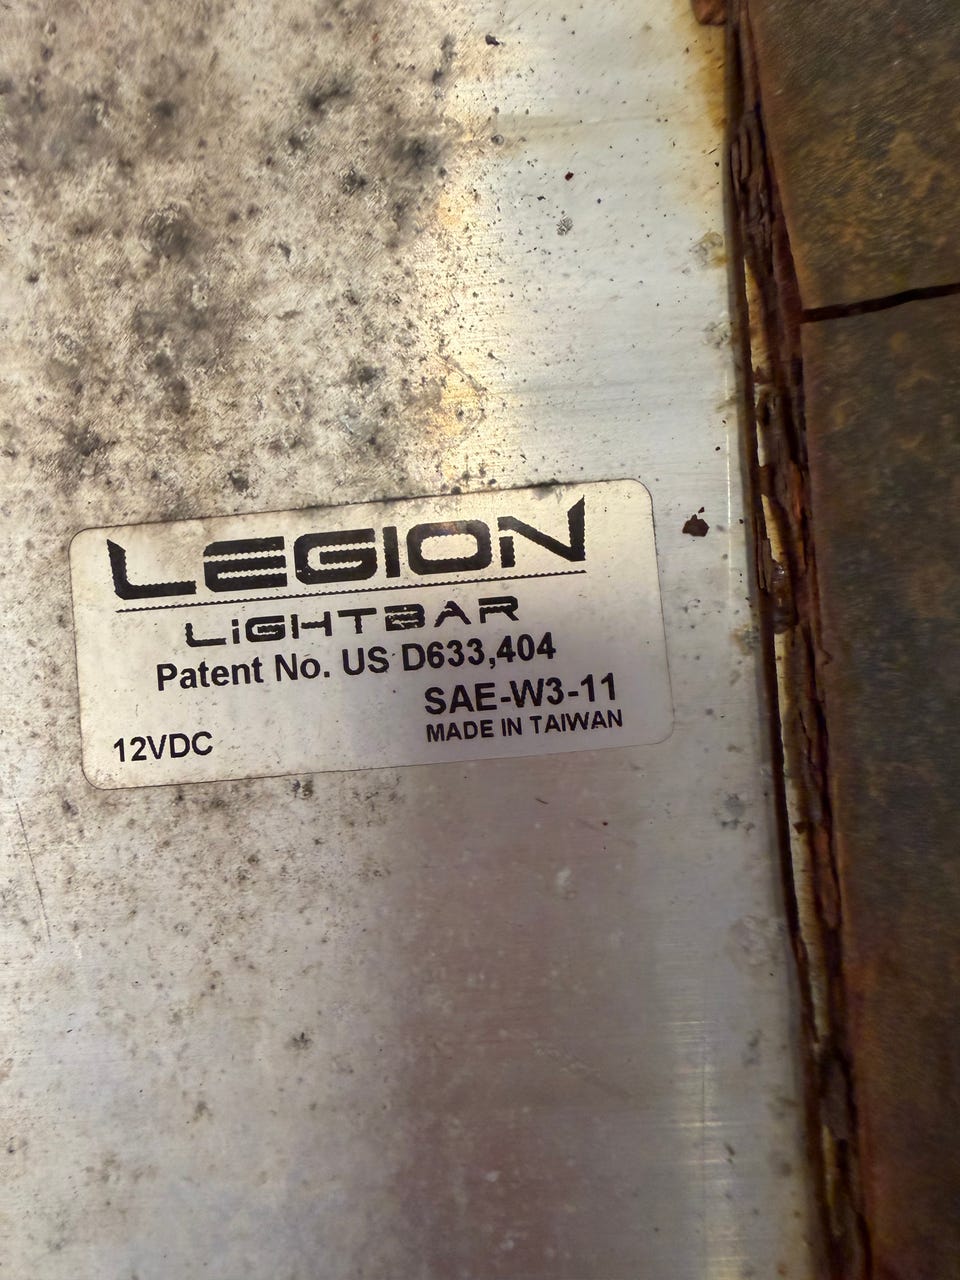 LEGION
LiGHTBAR
Patent No. US D633,404
SAE-W3-11
MADE IN TAIWAN
12VDC